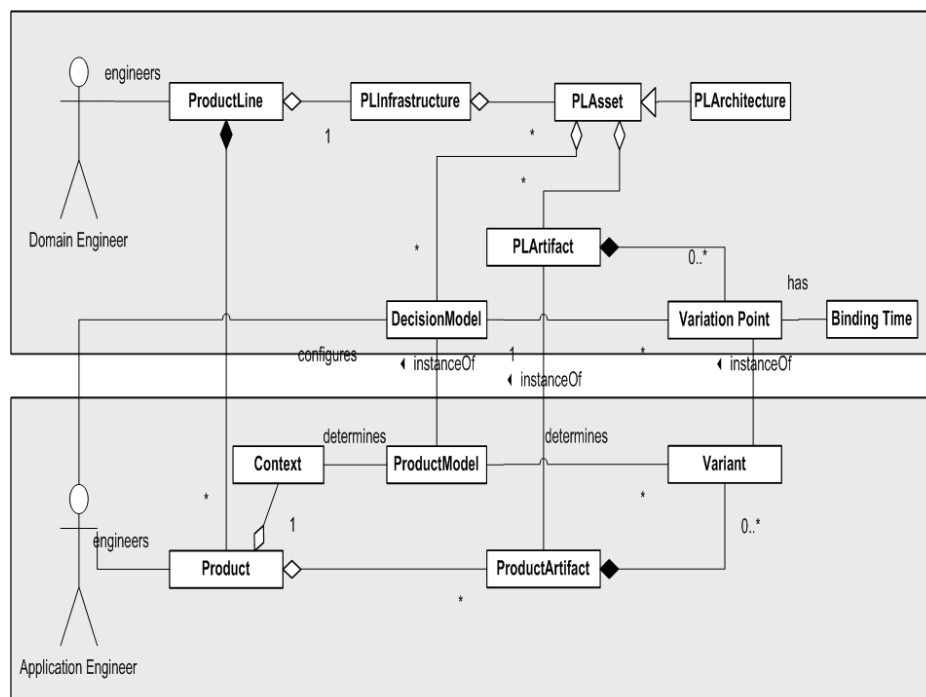 engineers
ProductLine
PLInfrastructure
PLAsset
PLArchitecture
1
*
*
Domain Engineer
PLArtifact
*
0..*
has
DecisionModel
Variation Point
Binding Time
configures
instanceOf
1
instanceOf
*
instanceOf
determines
determines
Context
ProductModel
Variant
*
1
*
0..*
engineers
Product
ProductArtifact
*
Application Engineer